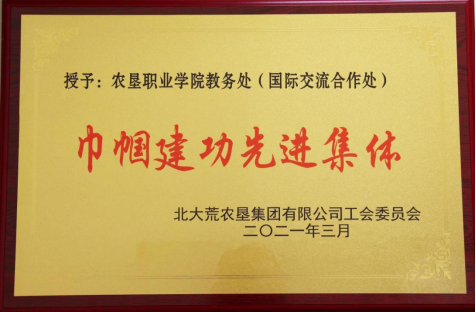 授予：农垦职业学院教务处（国际交流合作处）
巾帼建功先进集体
北大荒农垦集团有限公司工会委员会
二〇二一年三月